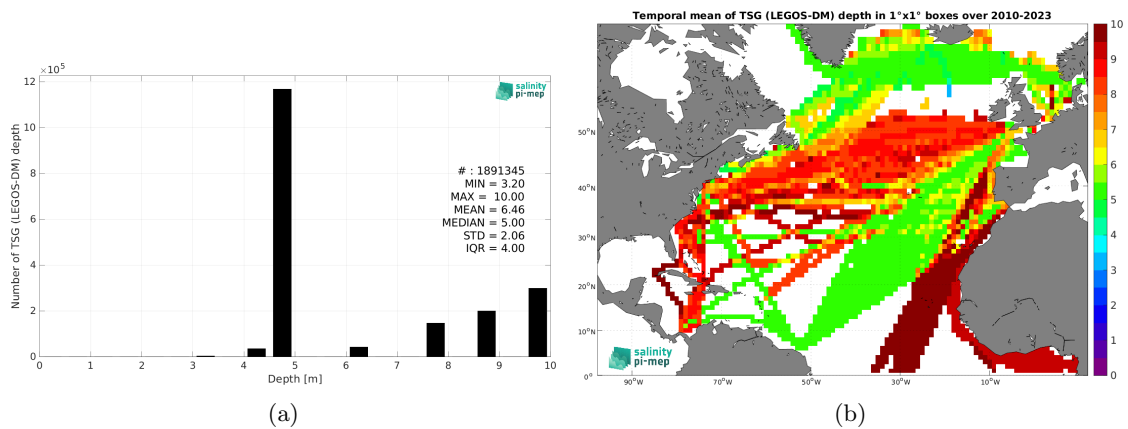 ×10⁵
12
10
8
6
4
2
0
Number of TSG (LEGOS-DM) depth
salinity
pi-mep
# : 1891345
MIN = 3.20
MAX = 10.00
MEAN = 6.46
MEDIAN = 5.00
STD = 2.06
IQR = 4.00
0 1 2 3 4 5 6 7 8 9 10
Depth [m]
(a)
Temporal mean of TSG (LEGOS-DM) depth in 1°x1° boxes over 2010-2023
50°N
40°N
30°N
20°N
10°N
0°
90°W 70°W 50°W 30°W 10°W
salinity
pi-mep
10
9
8
7
6
5
4
3
2
1
0
(b)